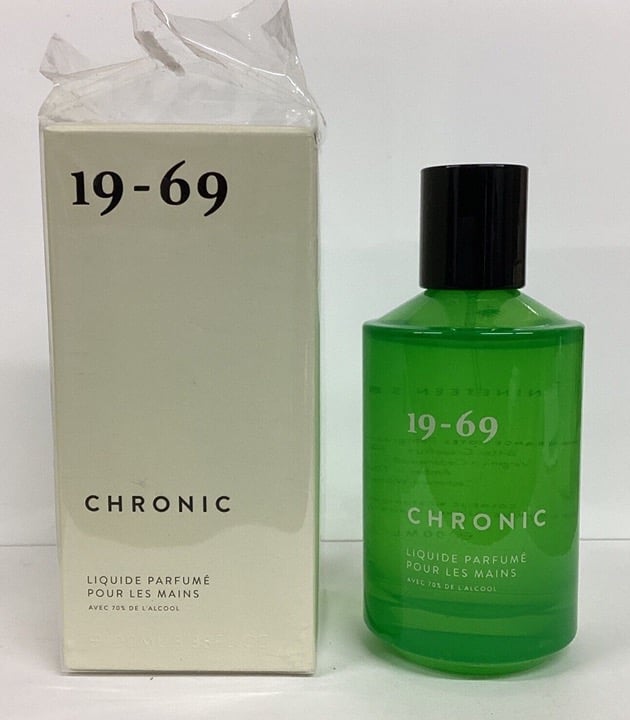 19-69
CHRONIC
LIQUIDE PARFUMÉ
POUR LES MAINS
AVEC 70% DE L'ALCOOL
19-69
CHRONIC
LIQUIDE PARFUMÉ
POUR LES MAINS
AVEC 70% DE L'ALCOOL